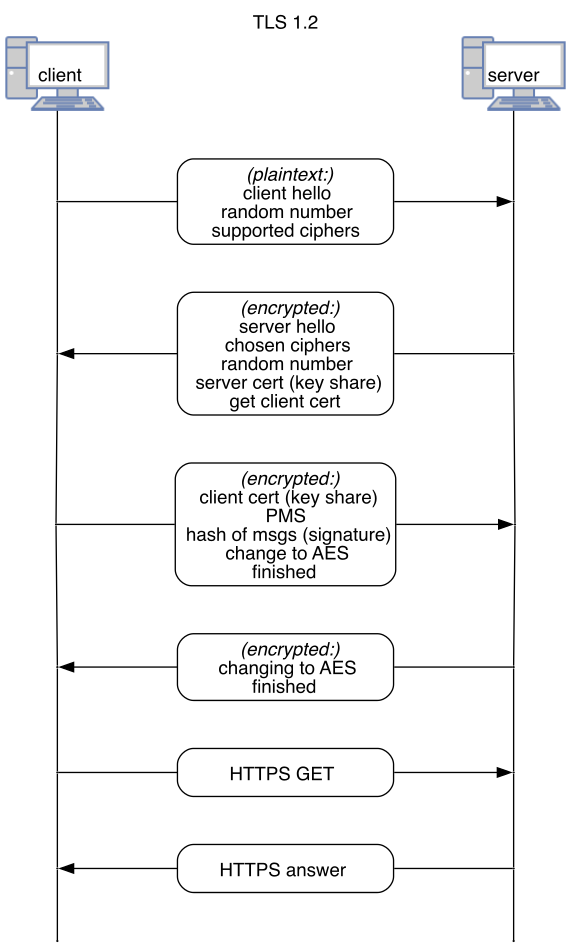 TLS 1.2
client
server
(plaintext:)
client hello
random number
supported ciphers
(encrypted:)
server hello
chosen ciphers
random number
server cert (key share)
get client cert
(encrypted:)
client cert (key share)
PMS
hash of msgs (signature)
change to AES
finished
(encrypted:)
changing to AES
finished
HTTPS GET
HTTPS answer